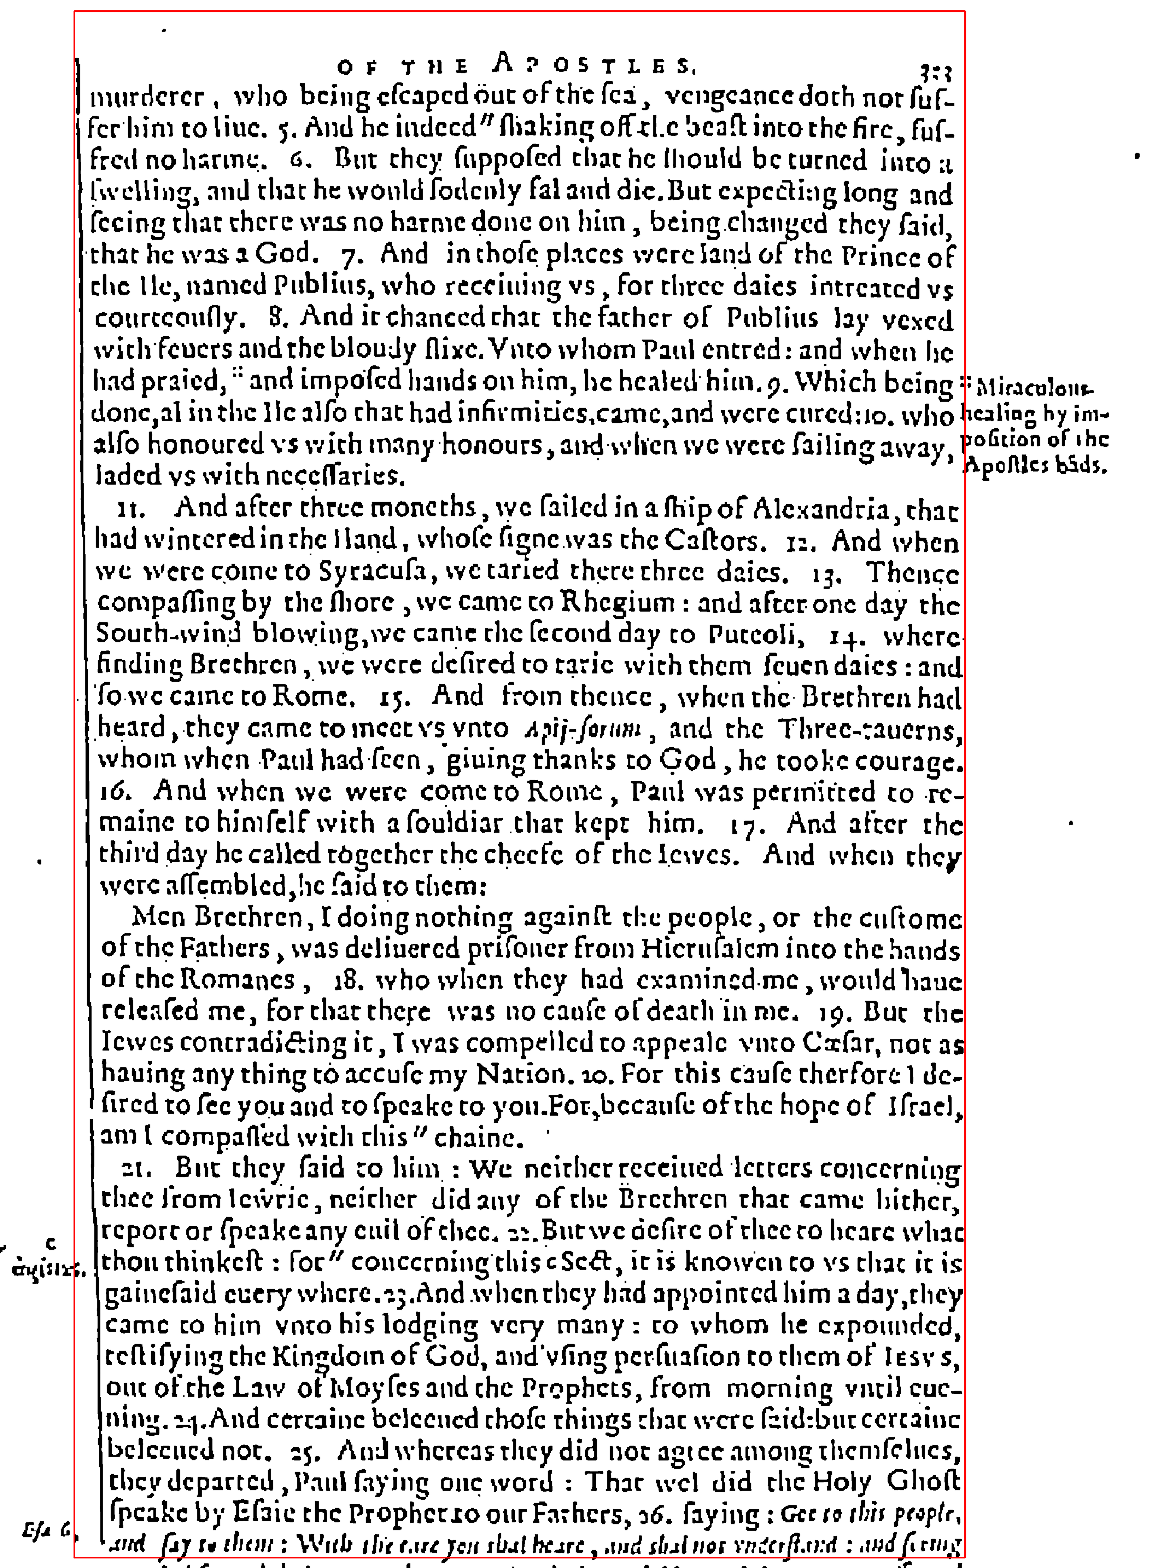 OF THE APOSTLES. 323
murderer, who being eſcaped out of the ſea, vengeance doth not ſuf-
fer him to liue. 5. And he indeed " ſhaking off the beaſt into the fire, ſuf-
fred no harme. 6. But they ſuppoſed that he ſhould be turned into a
ſwelling, and that he would ſodenly fal and die. But expecting long and
ſeeing that there was no harme done on him, being changed they ſaid,
that he was a God. 7. And in thoſe places were land of the Prince of
the Ile, named Publius, who receiuing vs, for three daies intreated vs
courteouſly. 8. And it chanced that the father of Publius lay vexed
with feuers and the bloudy flixe. Vnto whom Paul entred: and when he
had praied, :: and impoſed hands on him, he healed him. 9. Which being
done, al in the Ile alſo that had infirmities, came, and were cured: 10. who
alſo honoured vs with many honours, and when we were ſailing away,
laded vs with neceſſaries.
:: Miraculous
healing by im-
poſition of the
Apoſtles hāds.
11. And after three moneths, we ſailed in a ſhip of Alexandria, that
had wintered in the Iland, whoſe ſigne was the Caſtors. 12. And when
we were come to Syracuſa, we taried there three daies. 13. Thence
compaſſing by the ſhore, we came to Rhegium: and after one day the
South-wind blowing, we came the ſecond day to Puteoli, 14. where
finding Brethren, we were deſired to tarie with them ſeuen daies: and
ſo we came to Rome. 15. And from thence, when the Brethren had
heard, they came to meet vs vnto Apij-forum, and the Three-tauerns,
whom when Paul had ſeen, giuing thanks to God, he tooke courage.
16. And when we were come to Rome, Paul was permitted to re-
maine to himſelf with a ſouldiar that kept him. 17. And after the
third day he called together the cheefe of the Iewes. And when they
were aſſembled, he ſaid to them:
Men Brethren, I doing nothing againſt the people, or the cuſtome
of the Fathers, was deliuered priſoner from Hieruſalem into the hands
of the Romanes, 18. who when they had examined me, would haue
releaſed me, for that there was no cauſe of death in me. 19. But the
Iewes contradicting it, I was compelled to appeale vnto Cæſar, not as
hauing any thing to accuſe my Nation. 20. For this cauſe therfore I de-
ſired to ſee you and to ſpeake to you. For, becauſe of the hope of Iſrael,
am I compaſſed with this " chaine.
21. But they ſaid to him: We neither receiued letters concerning
thee from Iewrie, neither did any of the Brethren that came hither,
report or ſpeake any euil of thee. 22. But we deſire of thee to heare what
thou thinkeſt: for " concerning this c Sect, it is knowen to vs that it is
c
gaineſaid euery where. 23. And when they had appointed him a day, they
came to him vnto his lodging very many: to whom he expounded,
teſtifying the Kingdom of God, and vſing perſuaſion to them of IESVS,
out of the Law of Moyſes and the Prophets, from morning vntil eue-
ning. 24. And certaine beleeued thoſe things that were ſaid: but certaine
beleeued not. 25. And whereas they did not agree among themſelues,
they departed, Paul ſaying one word: That wel did the Holy Ghoſt
ſpeake by Eſaie the Prophet to our Fathers, 26. ſaying: Goe to this people,
Eſa 6.
and ſay to them: With the eare you shal heare, and shal not vnderſtand: and ſeeing